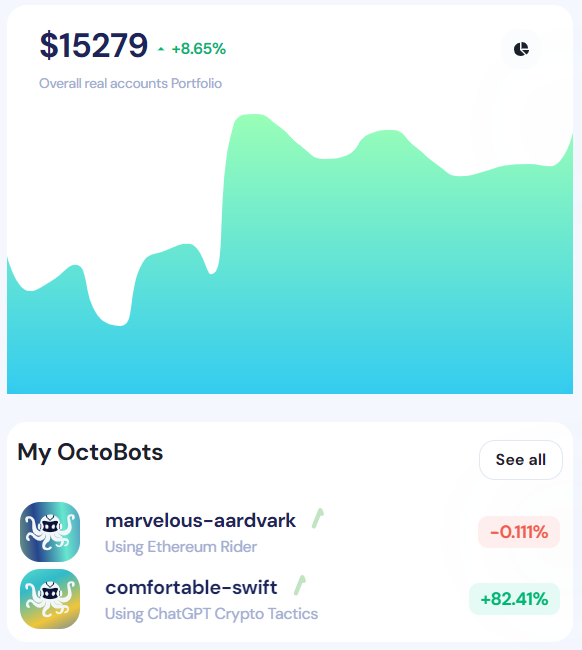 $15279 +8.65%
Overall real accounts Portfolio
My OctoBots
See all
marvelous-aardvark
Using Ethereum Rider
-0.111%
comfortable-swift
Using ChatGPT Crypto Tactics
+82.41%